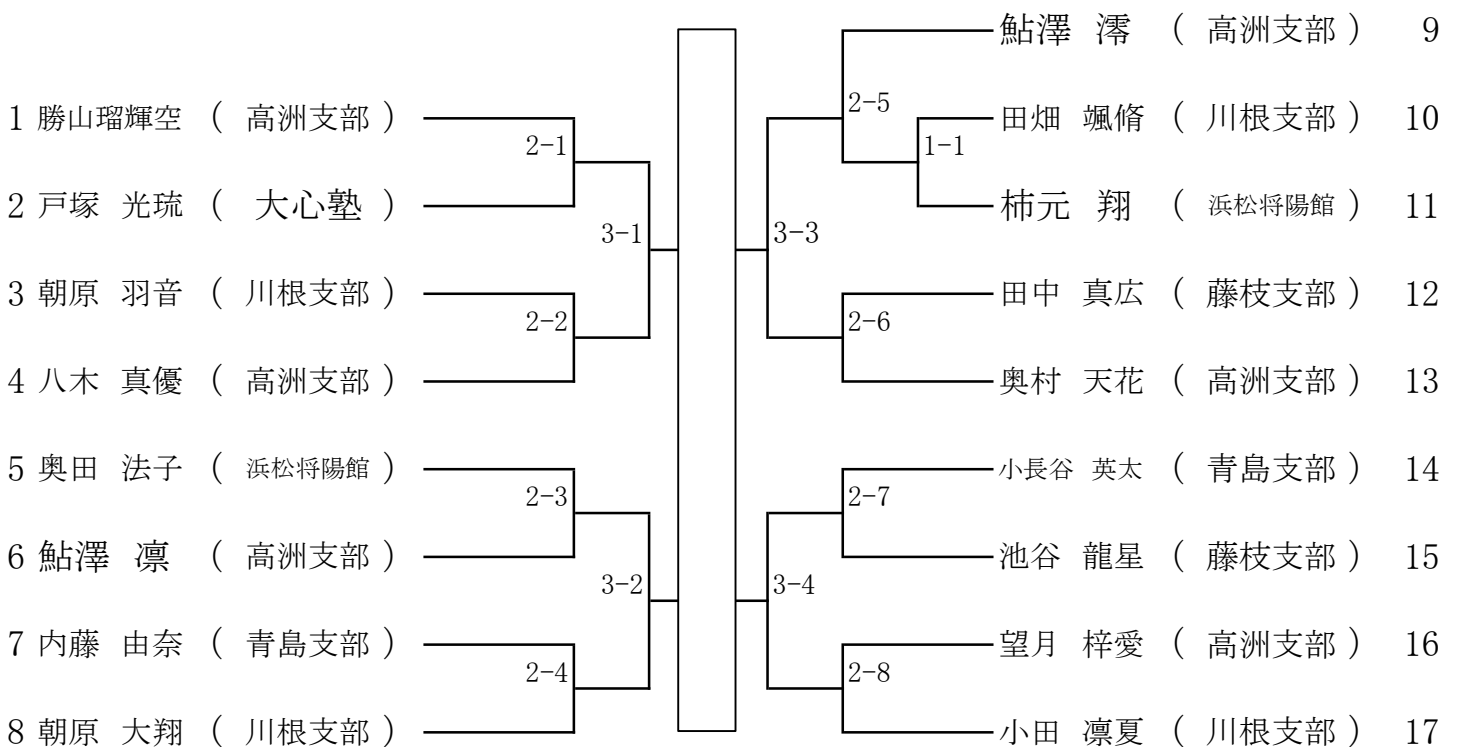 1 勝山瑠輝空 （ 高洲支部 ）
2 戸塚 光琉 （ 大心塾 ）
3 朝原 羽音 （ 川根支部 ）
4 八木 真優 （ 高洲支部 ）
5 奥田 法子 （ 浜松将陽館 ）
6 鮎澤 凛 （ 高洲支部 ）
7 内藤 由奈 （ 青島支部 ）
8 朝原 大翔 （ 川根支部 ）
2-1
2-2
2-3
2-4
3-1
3-2
3-3
3-4
2-5
1-1
2-6
2-7
2-8
鮎澤 澪 （ 高洲支部 ） 9
田畑 颯脩 （ 川根支部 ） 10
柿元 翔 （ 浜松将陽館 ） 11
田中 真広 （ 藤枝支部 ） 12
奥村 天花 （ 高洲支部 ） 13
小長谷 英太 （ 青島支部 ） 14
池谷 龍星 （ 藤枝支部 ） 15
望月 梓愛 （ 高洲支部 ） 16
小田 凛夏 （ 川根支部 ） 17